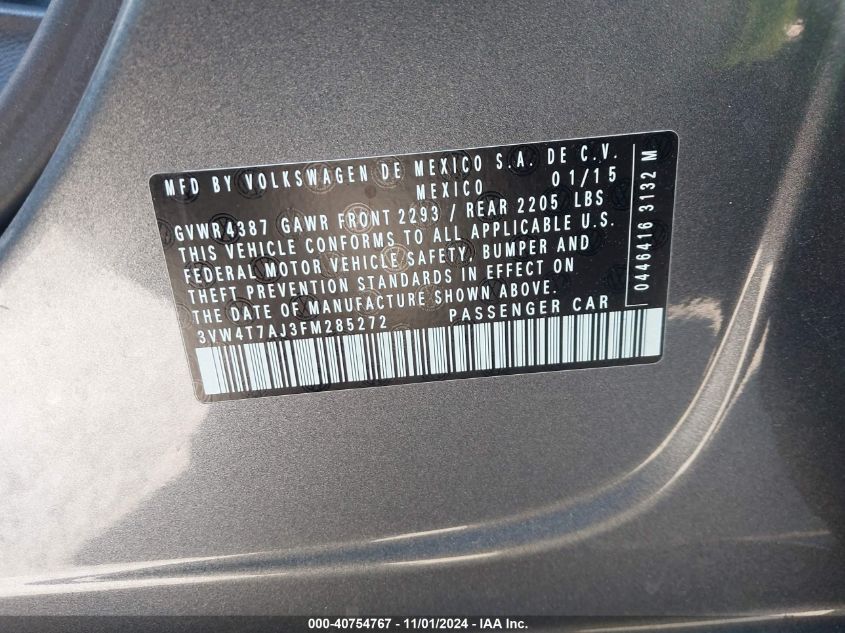 MFD BY VOLKSWAGEN DE MEXICO S.A. DE C.V.
MEXICO 01/15
GVWR 4387 GAWR FRONT 2293 / REAR 2205 LBS
THIS VEHICLE CONFORMS TO ALL APPLICABLE U.S.
FEDERAL MOTOR VEHICLE SAFETY, BUMPER AND
THEFT PREVENTION STANDARDS IN EFFECT ON
THE DATE OF MANUFACTURE SHOWN ABOVE.
3VW4T7AJ3FM285272 PASSENGER CAR
0446416 3132 M
000-40754767 - 11/01/2024 - IAA Inc.